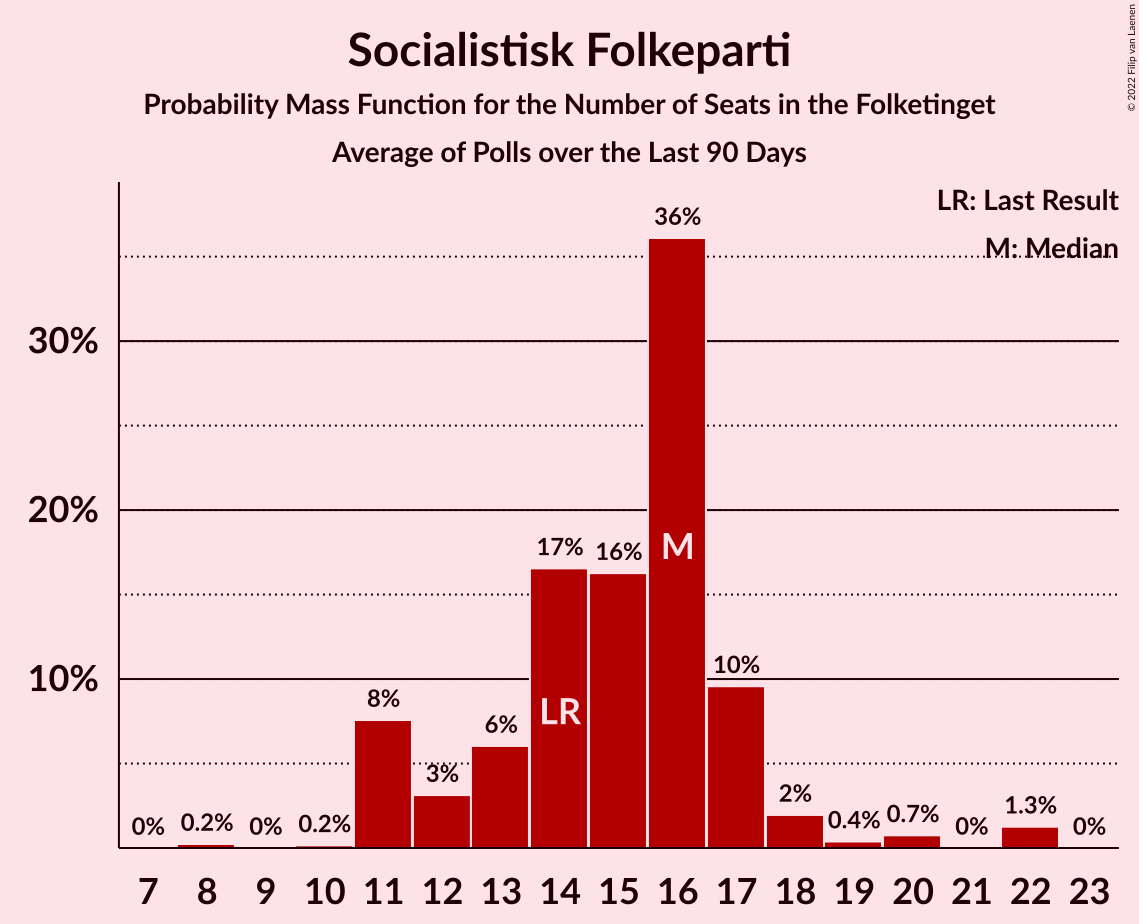 Socialistisk Folkeparti
Probability Mass Function for the Number of Seats in the Folketinget
Average of Polls over the Last 90 Days
© 2022 Filip van Laenen
LR: Last Result
M: Median
36%
30%
20%
17%
16%
M
10%
10%
8%
LR
6%
3%
2%
1.3%
0% 0.2% 0% 0.2% 0.4% 0.7% 0% 0%
7 8 9 10 11 12 13 14 15 16 17 18 19 20 21 22 23